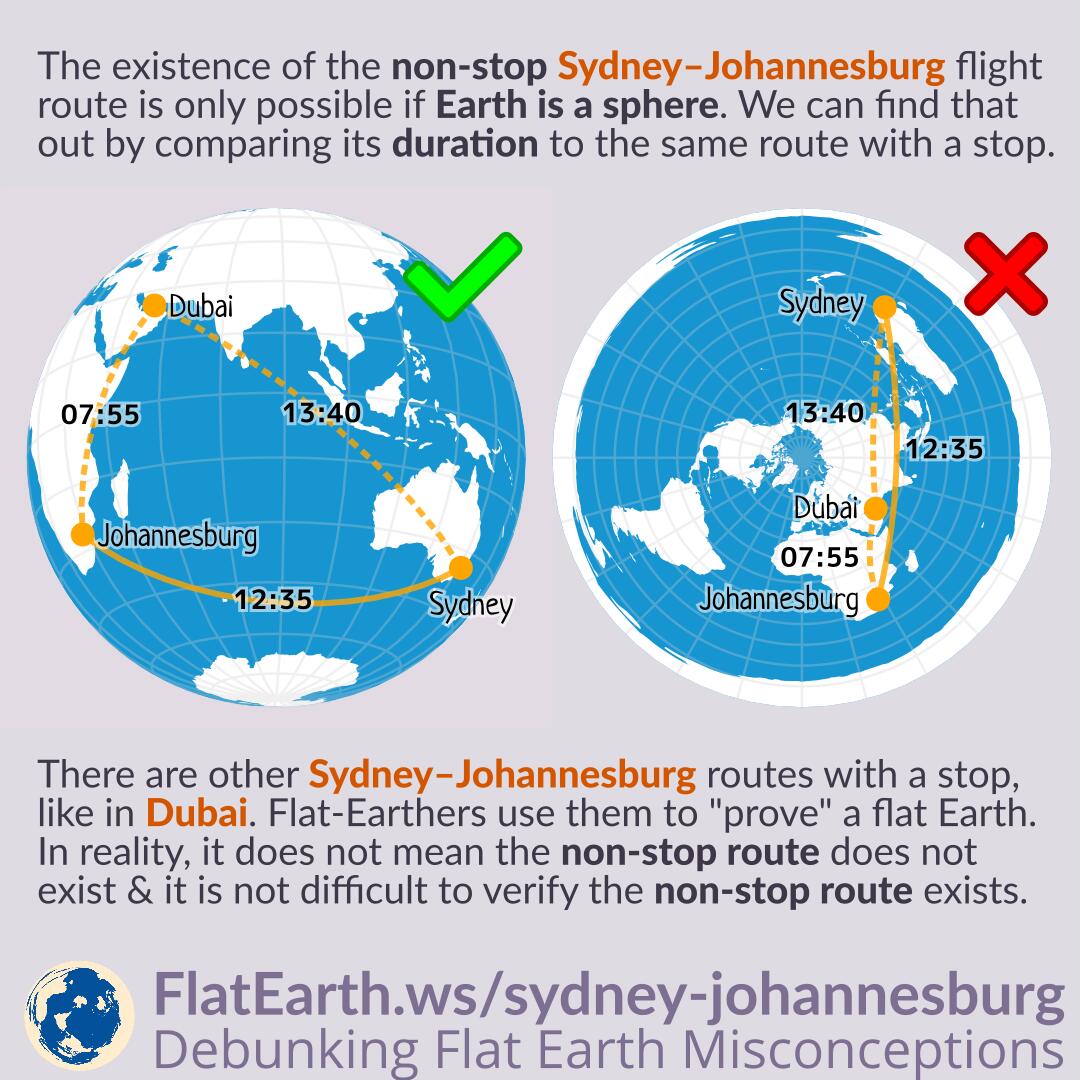 The existence of the non-stop Sydney–Johannesburg flight
route is only possible if Earth is a sphere. We can find that
out by comparing its duration to the same route with a stop.
Dubai
07:55
13:40
Johannesburg
12:35
Sydney
Sydney
13:40
12:35
Dubai
07:55
Johannesburg
There are other Sydney–Johannesburg routes with a stop,
like in Dubai. Flat-Earthers use them to "prove" a flat Earth.
In reality, it does not mean the non-stop route does not
exist & it is not difficult to verify the non-stop route exists.
FlatEarth.ws/sydney-johannesburg
Debunking Flat Earth Misconceptions